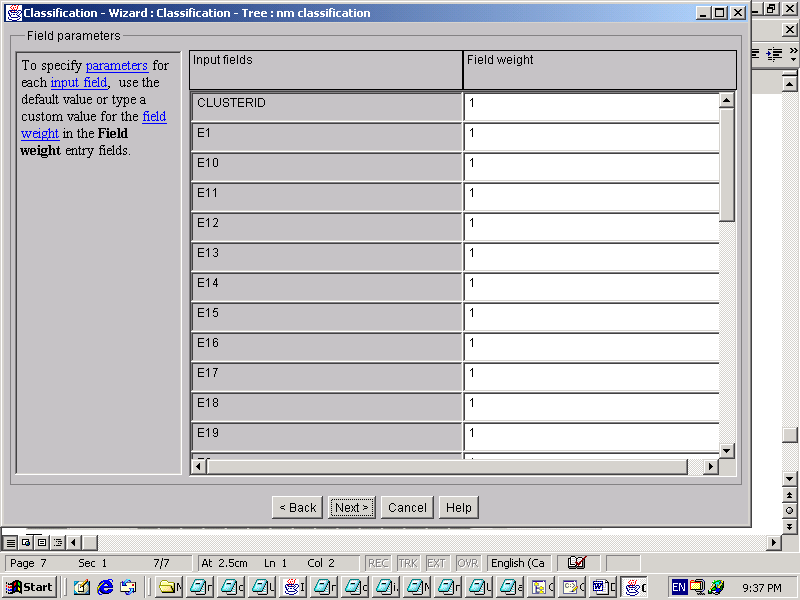 Classification - Wizard : Classification - Tree : nm classification
Field parameters
To specify parameters for
each input field, use the
default value or type a
custom value for the field
weight in the Field
weight entry fields.
Input fields Field weight
CLUSTERID 1
E1 1
E10 1
E11 1
E12 1
E13 1
E14 1
E15 1
E16 1
E17 1
E18 1
E19 1
< Back Next > Cancel Help
Page 7 Sec 1 7/7 At 2.5cm Ln 1 Col 2 REC TRK EXT OVR English (Ca
Start EN 9:37 PM